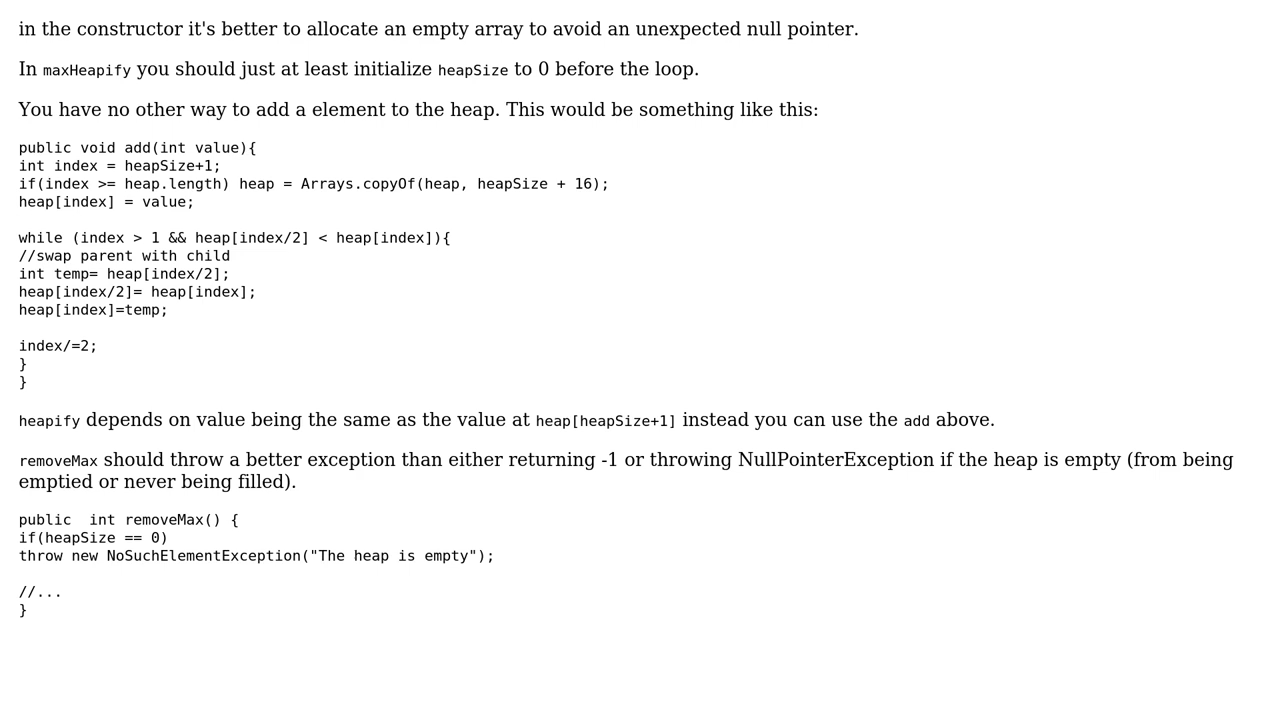 in the constructor it's better to allocate an empty array to avoid an unexpected null pointer.
In maxHeapify you should just at least initialize heapSize to 0 before the loop.
You have no other way to add a element to the heap. This would be something like this:
public void add(int value){
int index = heapSize+1;
if(index >= heap.length) heap = Arrays.copyOf(heap, heapSize + 16);
heap[index] = value;
while (index > 1 && heap[index/2] < heap[index]){
//swap parent with child
int temp= heap[index/2];
heap[index/2]= heap[index];
heap[index]=temp;
index/=2;
}
}
heapify depends on value being the same as the value at heap[heapSize+1] instead you can use the add above.
removeMax should throw a better exception than either returning -1 or throwing NullPointerException if the heap is empty (from being
emptied or never being filled).
public  int removeMax() {
if(heapSize == 0)
throw new NoSuchElementException("The heap is empty");
//...
}